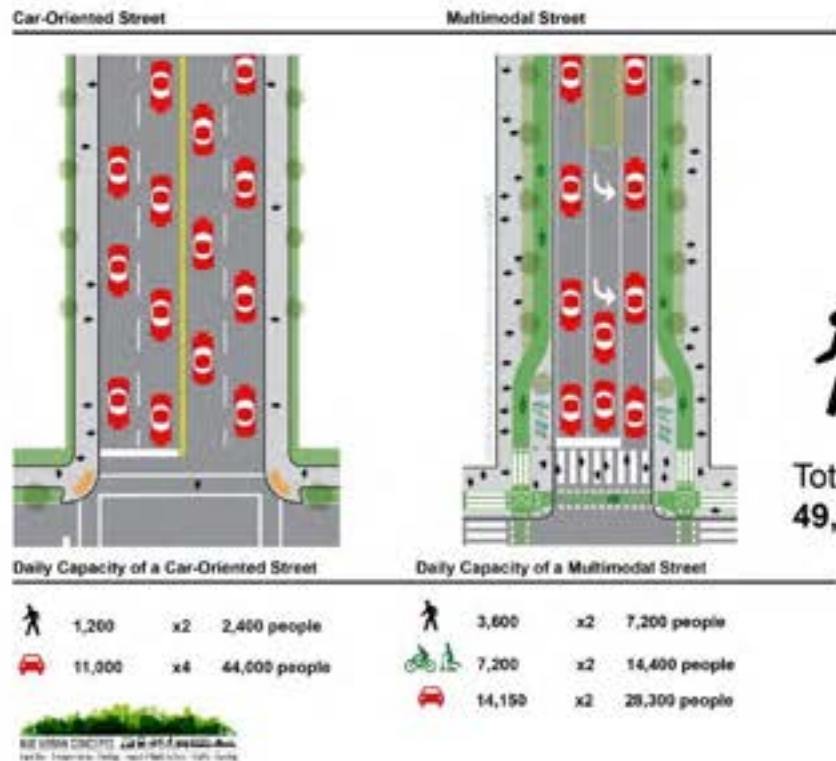 Car-Oriented Street
Multimodal Street
Tot
49,
Daily Capacity of a Car-Oriented Street
Daily Capacity of a Multimodal Street
1,200 x2 2,400 people
11,000 x4 44,000 people
3,600 x2 7,200 people
7,200 x2 14,400 people
14,150 x2 28,300 people
URBAN CONCEPTS